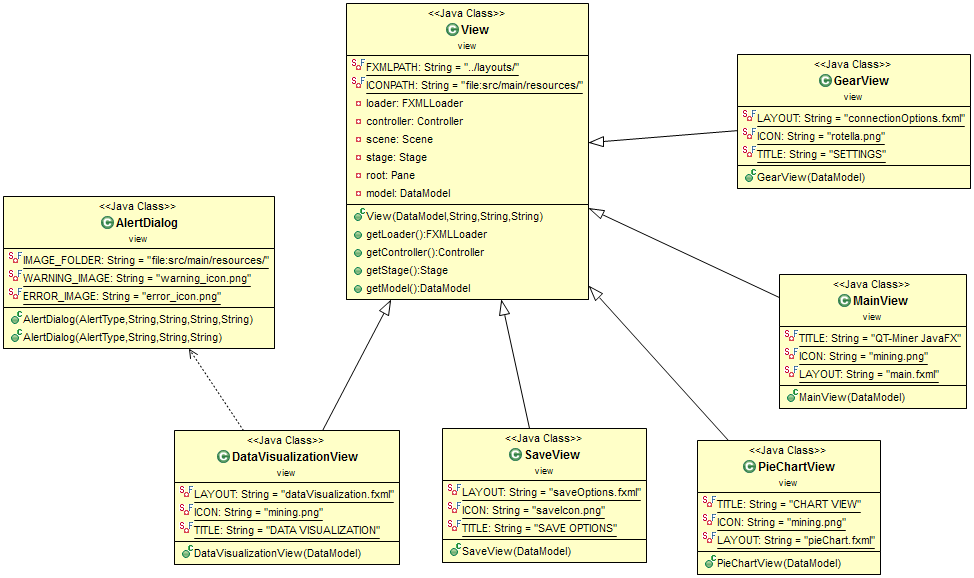 <<Java Class>>
View
view
FXMLPATH: String = "../layouts/"
ICONPATH: String = "file:src/main/resources/"
loader: FXMLLoader
controller: Controller
scene: Scene
stage: Stage
root: Pane
model: DataModel
View(DataModel,String,String,String)
getLoader():FXMLLoader
getController():Controller
getStage():Stage
getModel():DataModel
<<Java Class>>
GearView
view
LAYOUT: String = "connectionOptions.fxml"
ICON: String = "rotella.png"
TITLE: String = "SETTINGS"
GearView(DataModel)
<<Java Class>>
AlertDialog
view
IMAGE_FOLDER: String = "file:src/main/resources/"
WARNING_IMAGE: String = "warning_icon.png"
ERROR_IMAGE: String = "error_icon.png"
AlertDialog(AlertType,String,String,String,String)
AlertDialog(AlertType,String,String,String)
<<Java Class>>
MainView
view
TITLE: String = "QT-Miner JavaFX"
ICON: String = "mining.png"
LAYOUT: String = "main.fxml"
MainView(DataModel)
<<Java Class>>
DataVisualizationView
view
LAYOUT: String = "dataVisualization.fxml"
ICON: String = "mining.png"
TITLE: String = "DATA VISUALIZATION"
DataVisualizationView(DataModel)
<<Java Class>>
SaveView
view
LAYOUT: String = "saveOptions.fxml"
ICON: String = "saveIcon.png"
TITLE: String = "SAVE OPTIONS"
SaveView(DataModel)
<<Java Class>>
PieChartView
view
TITLE: String = "CHART VIEW"
ICON: String = "mining.png"
LAYOUT: String = "pieChart.fxml"
PieChartView(DataModel)